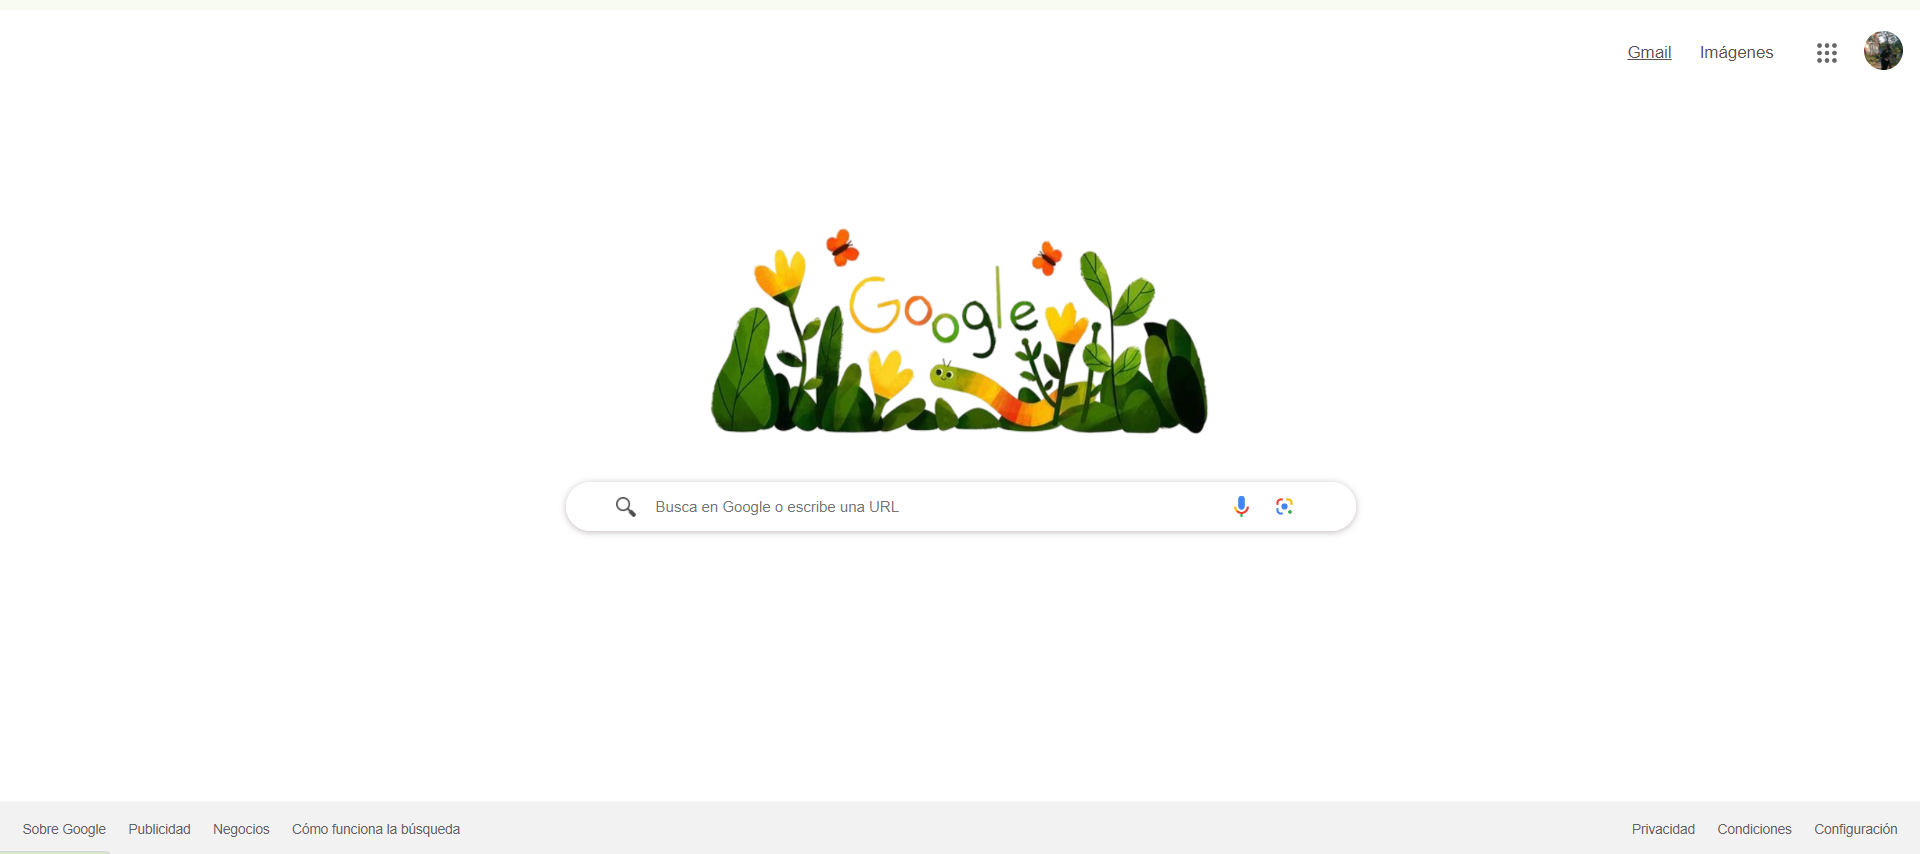 Gmail Imágenes
Google
Busca en Google o escribe una URL
Sobre Google Publicidad Negocios Cómo funciona la búsqueda Privacidad Condiciones Configuración